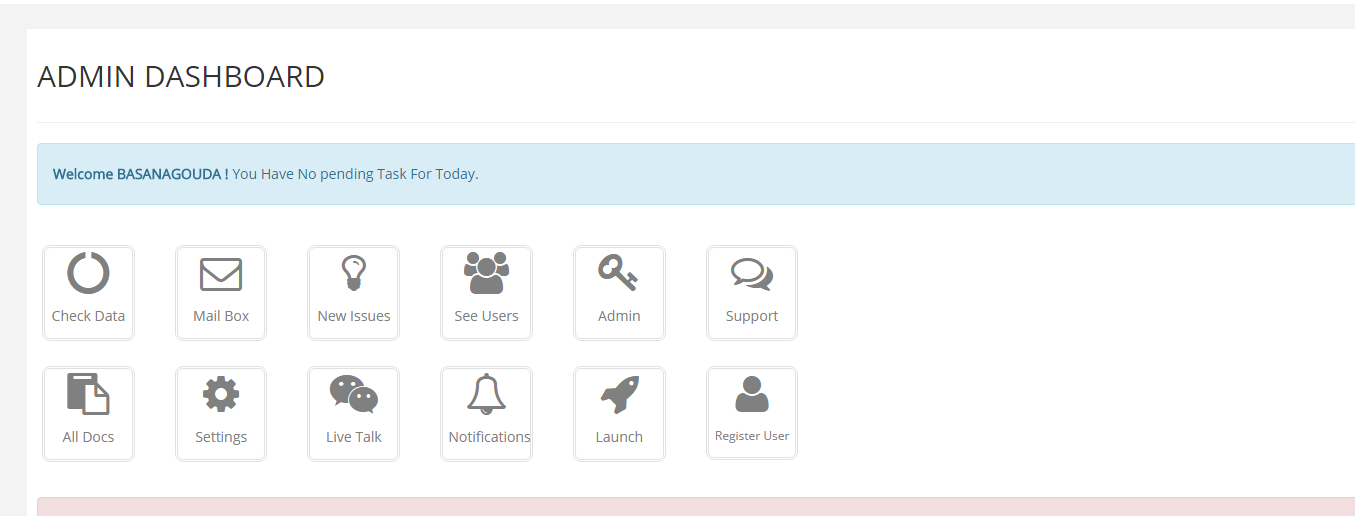 ADMIN DASHBOARD
Welcome BASANAGOUDA ! You Have No pending Task For Today.
Check Data Mail Box New Issues See Users Admin Support
All Docs Settings Live Talk Notifications Launch Register User